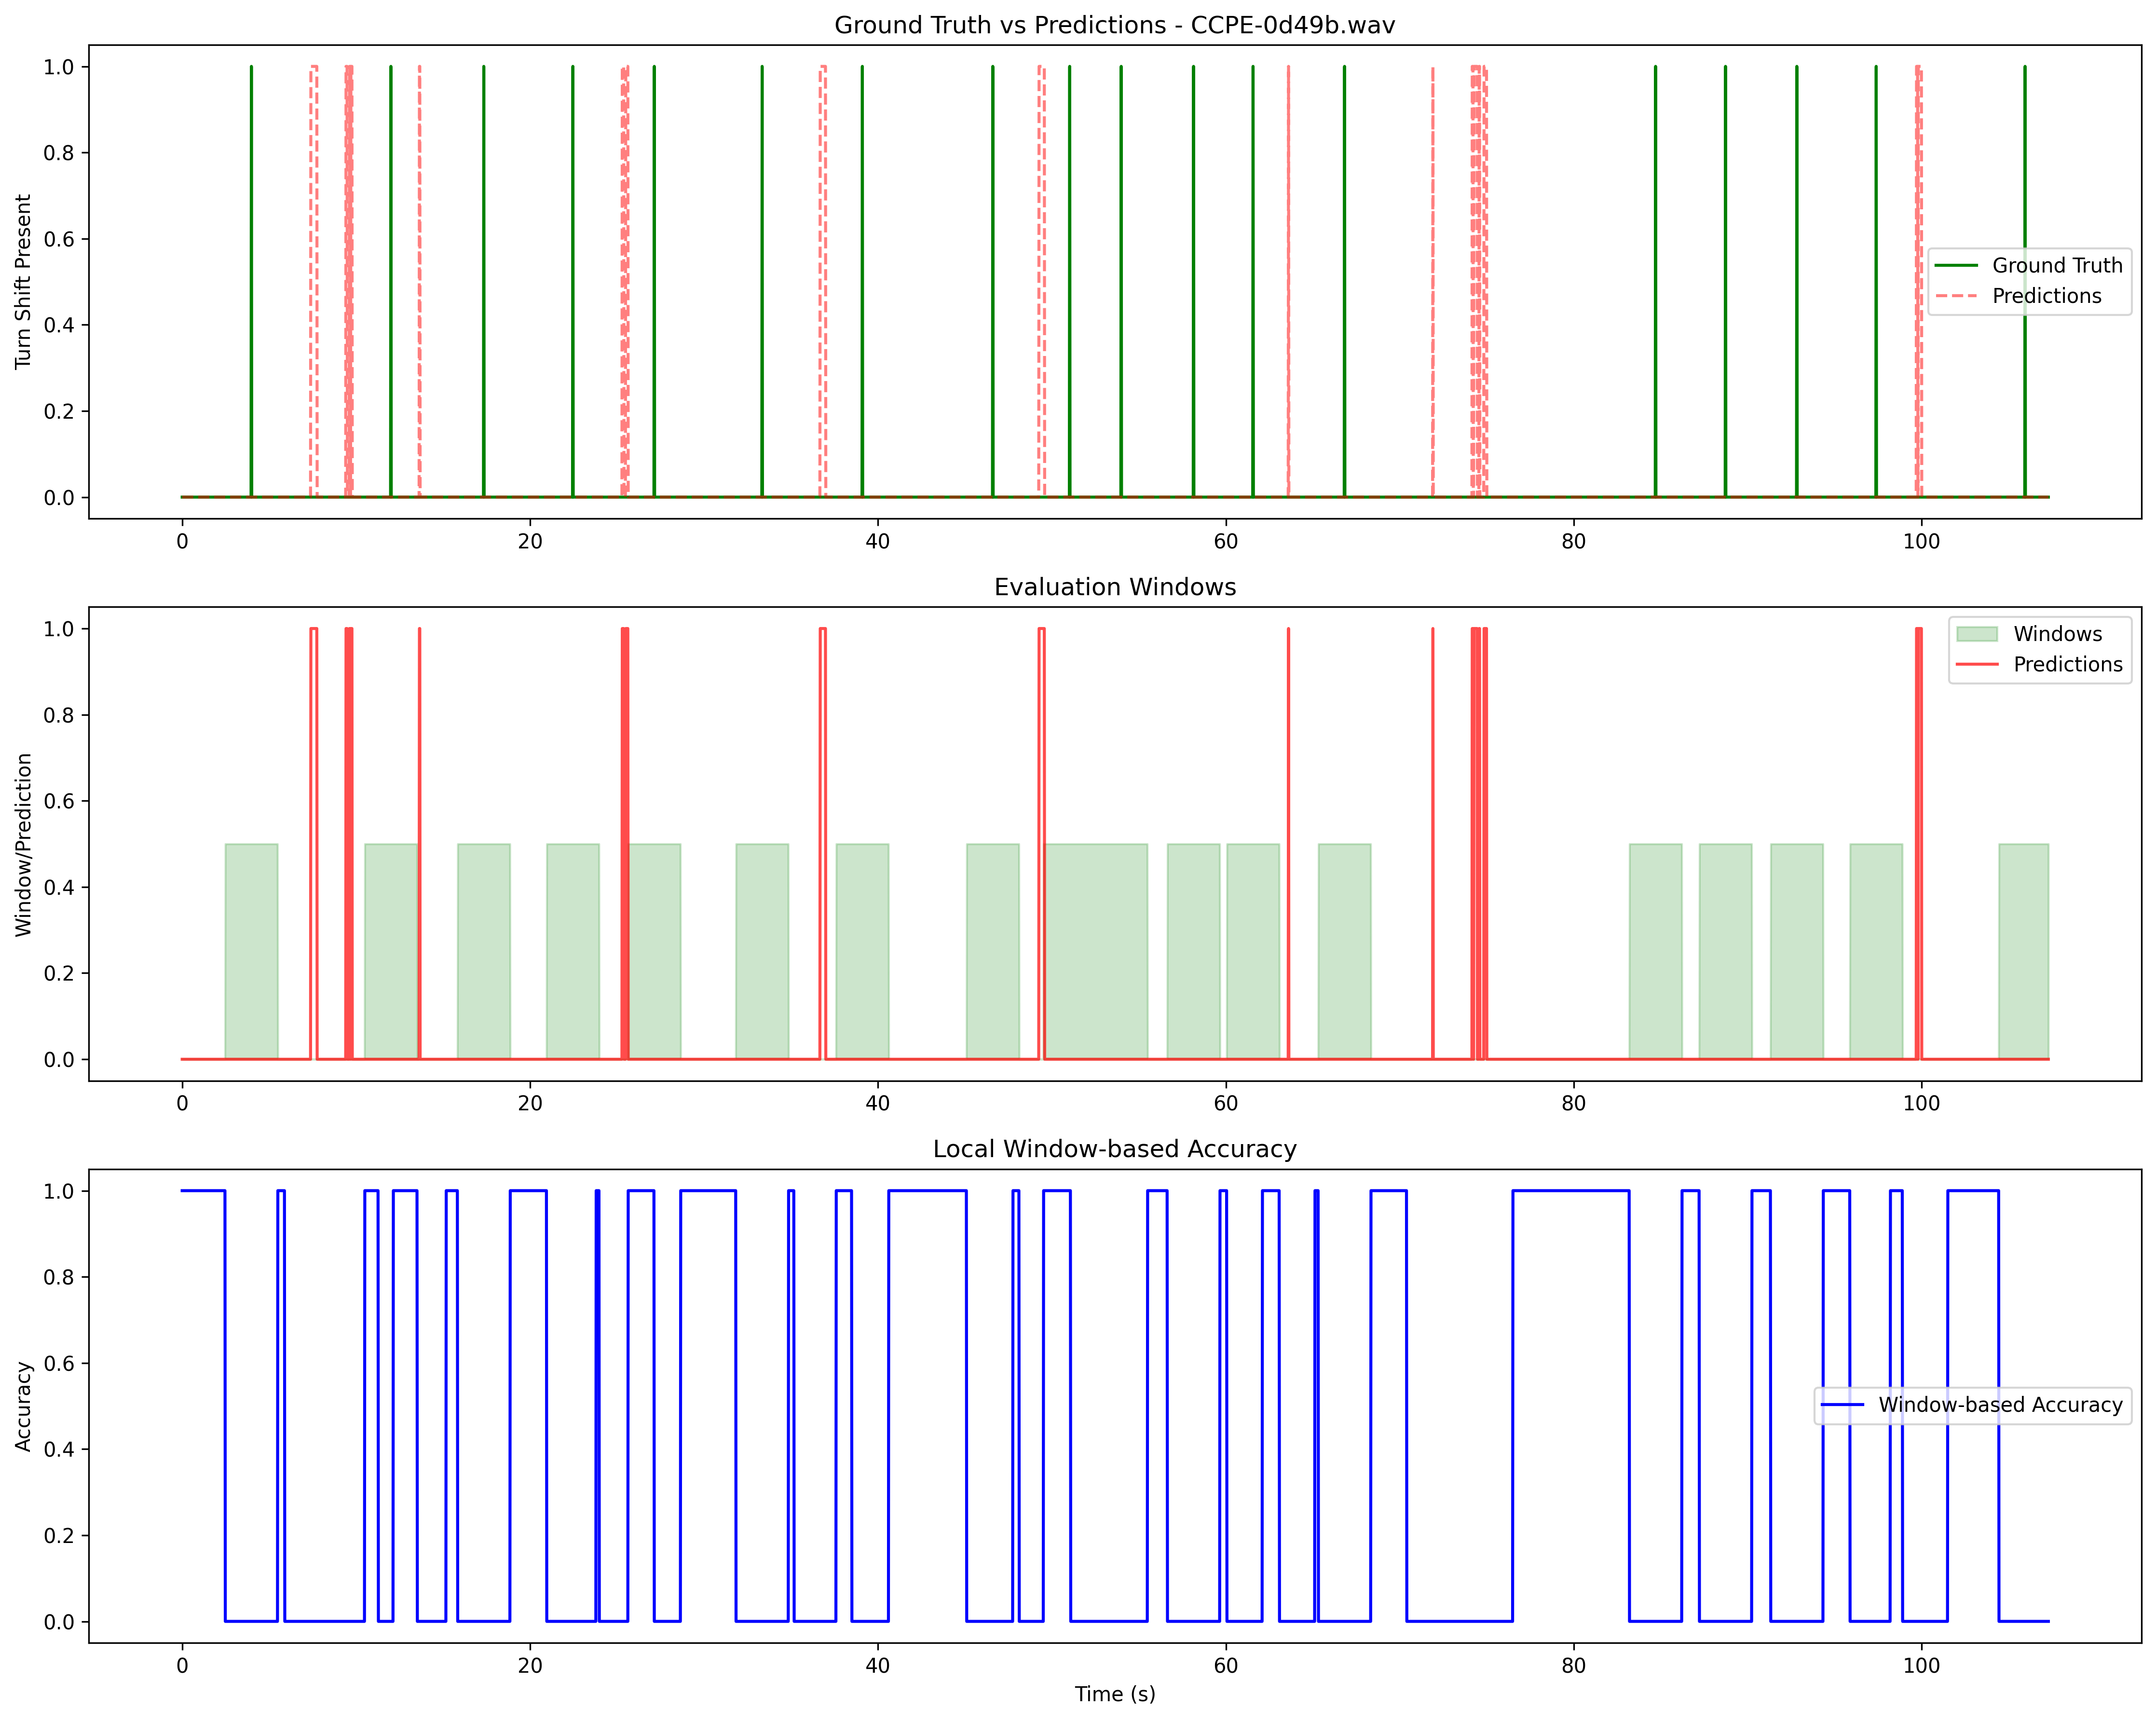 Ground Truth vs Predictions - CCPE-0d49b.wav
Turn Shift Present
1.0
0.8
0.6
0.4
0.2
0.0
Ground Truth
Predictions
0 20 40 60 80 100
Evaluation Windows
Window/Prediction
1.0
0.8
0.6
0.4
0.2
0.0
Windows
Predictions
0 20 40 60 80 100
Local Window-based Accuracy
Accuracy
1.0
0.8
0.6
0.4
0.2
0.0
Window-based Accuracy
0 20 40 60 80 100
Time (s)